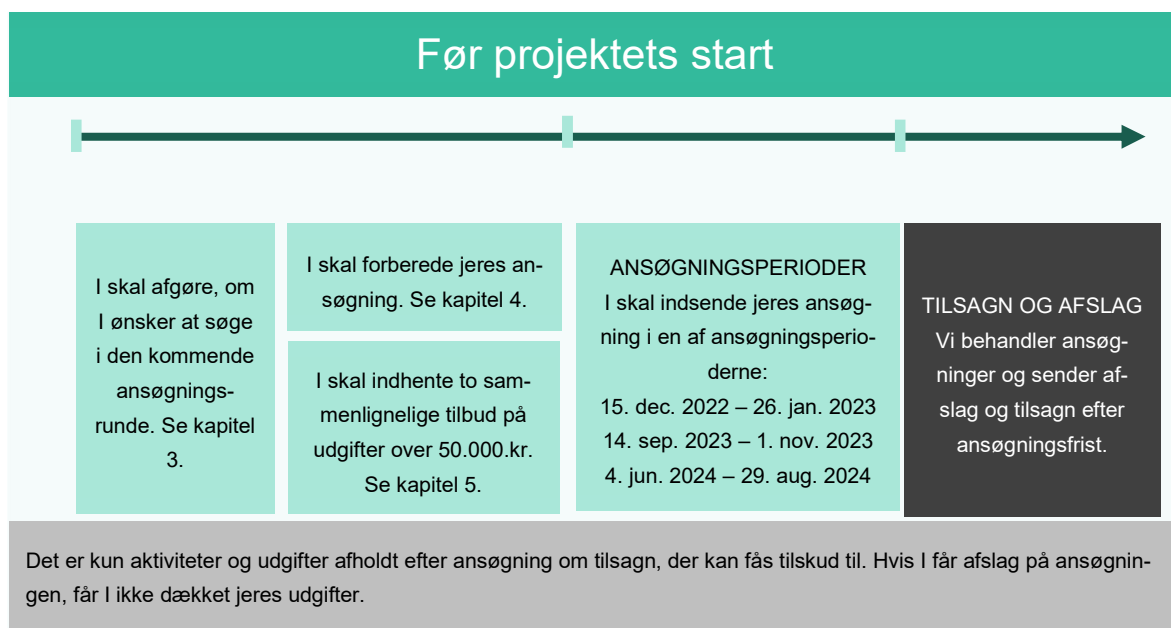 Før projektets start
I skal afgøre, om
I ønsker at søge
i den kommende
ansøgnings-
runde. Se kapitel
3.
I skal forberede jeres an-
søgning. Se kapitel 4.
I skal indhente to sam-
menlignelige tilbud på
udgifter over 50.000.kr.
Se kapitel 5.
ANSØGNINGSPERIODER
I skal indsende jeres ansøg-
ning i en af ansøgningsperio-
derne:
15. dec. 2022 – 26. jan. 2023
14. sep. 2023 – 1. nov. 2023
4. jun. 2024 – 29. aug. 2024
TILSAGN OG AFSLAG
Vi behandler ansøg-
ninger og sender af-
slag og tilsagn efter
ansøgningsfrist.
Det er kun aktiviteter og udgifter afholdt efter ansøgning om tilsagn, der kan fås tilskud til. Hvis I får afslag på ansøgnin-
gen, får I ikke dækket jeres udgifter.